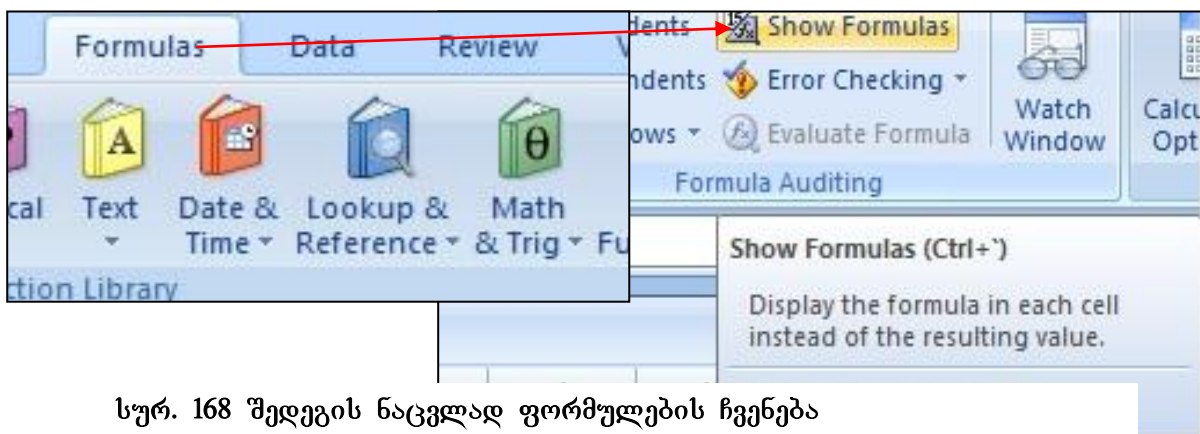 Formulas Data Review
Text
Date &
Time
Lookup &
Reference
Math
& Trig
Library
Show Formulas
Error Checking
Evaluate Formula
Watch
Window
Formula Auditing
Show Formulas (Ctrl+`)
Display the formula in each cell
instead of the resulting value.
სურ. 168 შედეგის ნაცვლად ფორმულების ჩვენება